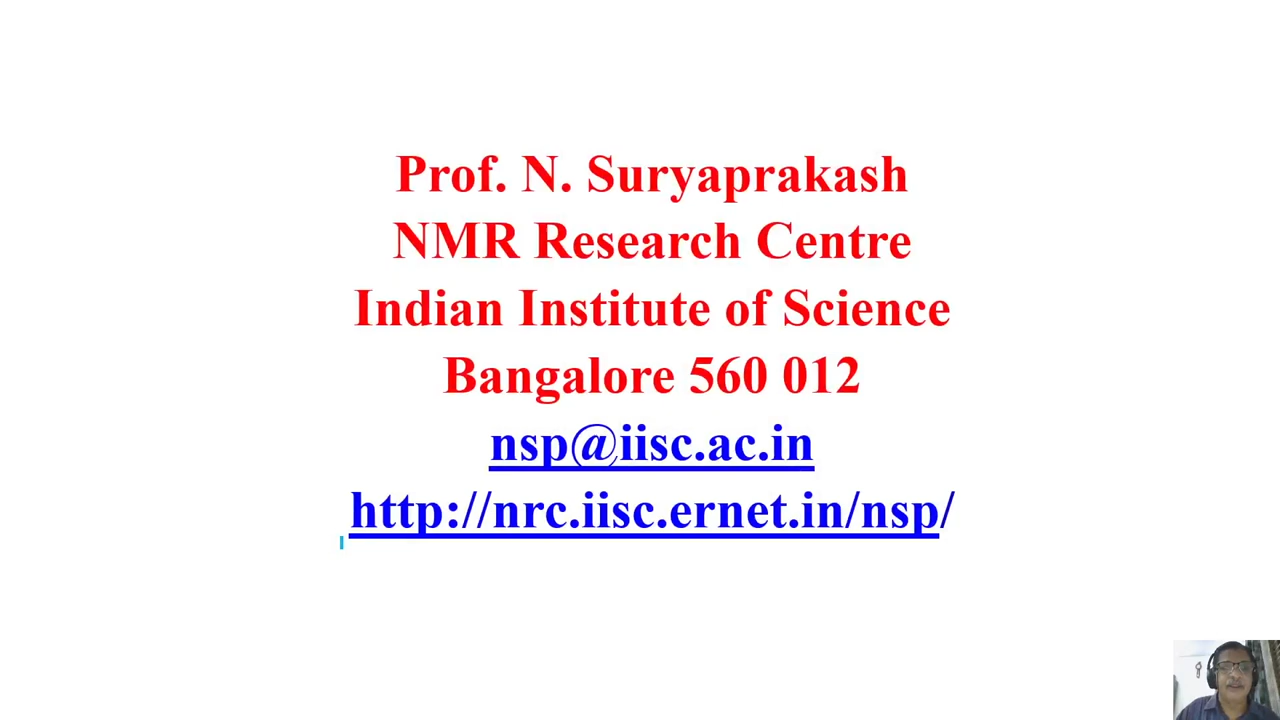 Prof. N. Suryaprakash
NMR Research Centre
Indian Institute of Science
Bangalore 560 012
nsp@iisc.ac.in
http://nrc.iisc.ernet.in/nsp/